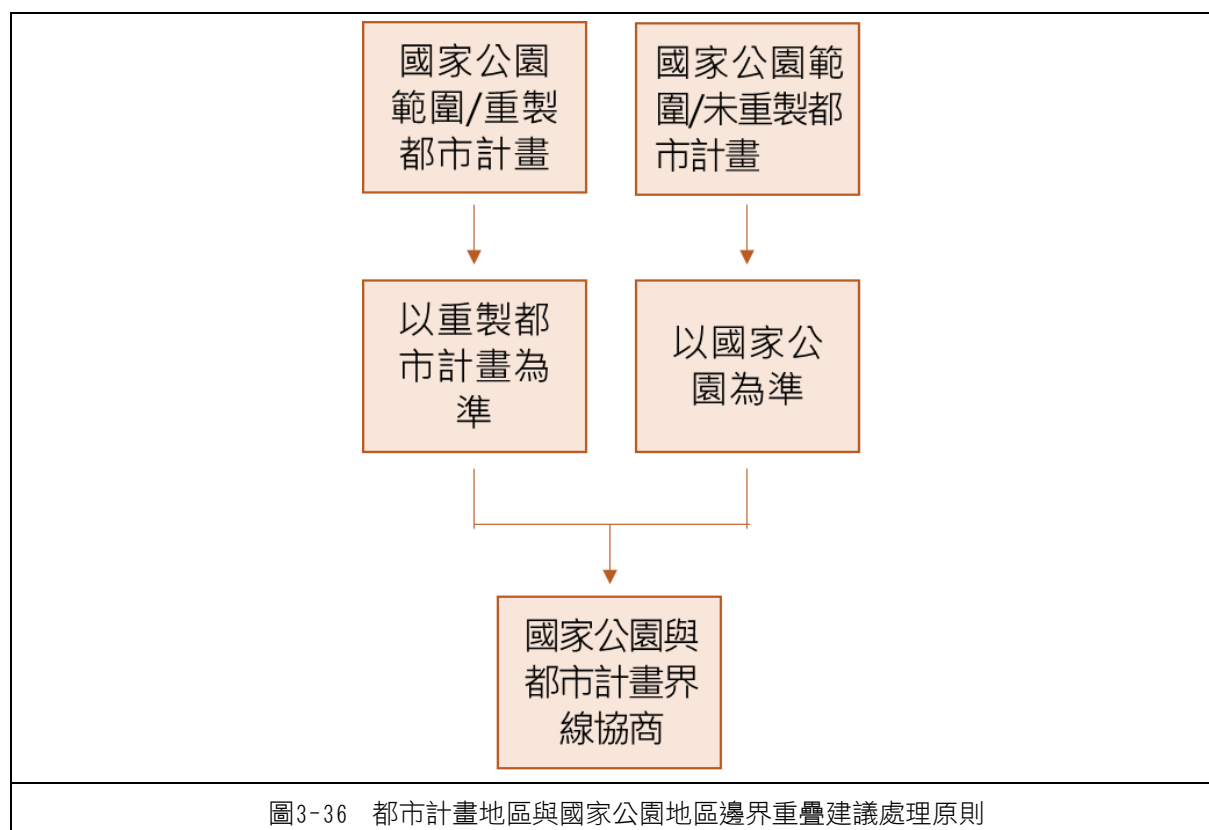 國家公園
範圍/重製
都市計畫
國家公園範
圍/未重製都
市計畫
以重製都
市計畫為
準
以國家公
園為準
國家公園與
都市計畫界
線協商
圖3-36 都市計畫地區與國家公園地區邊界重疊建議處理原則